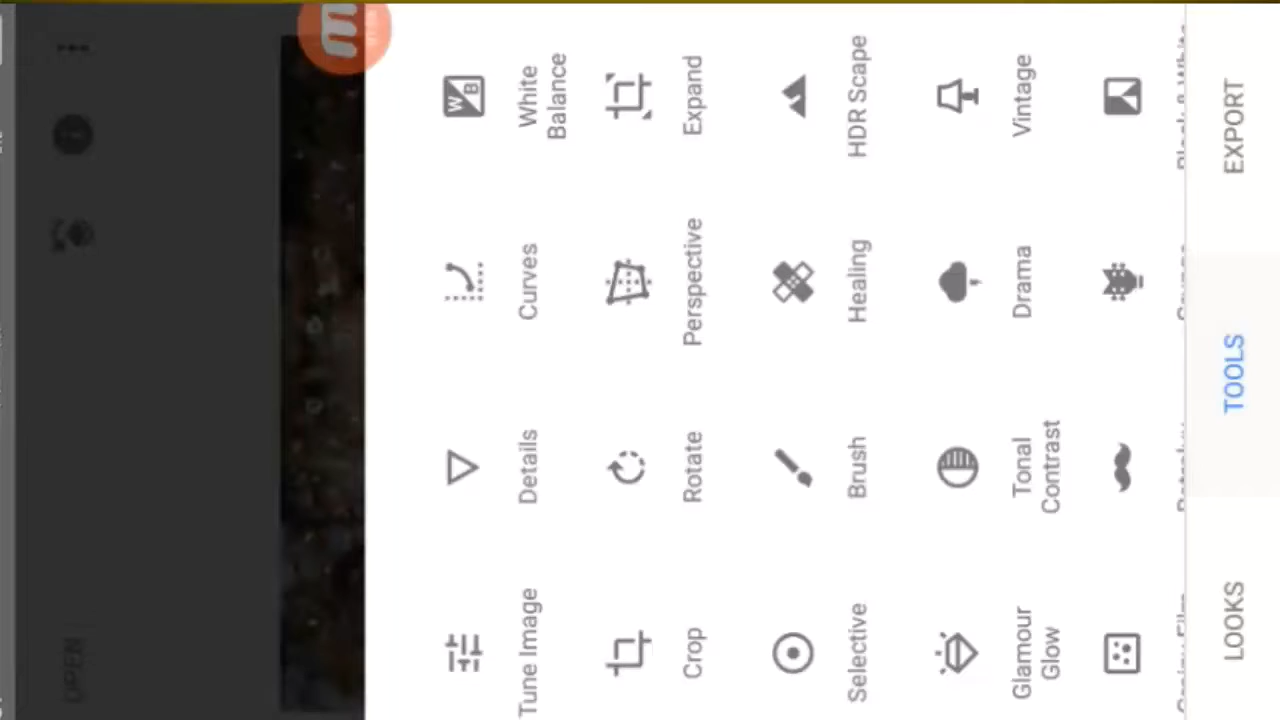 OPEN
Tune Image
Details
Curves
White
Balance
Crop
Rotate
Perspective
Expand
Selective
Brush
Healing
HDR Scape
Glamour
Glow
Tonal
Contrast
Drama
Vintage
LOOKS
TOOLS
EXPORT